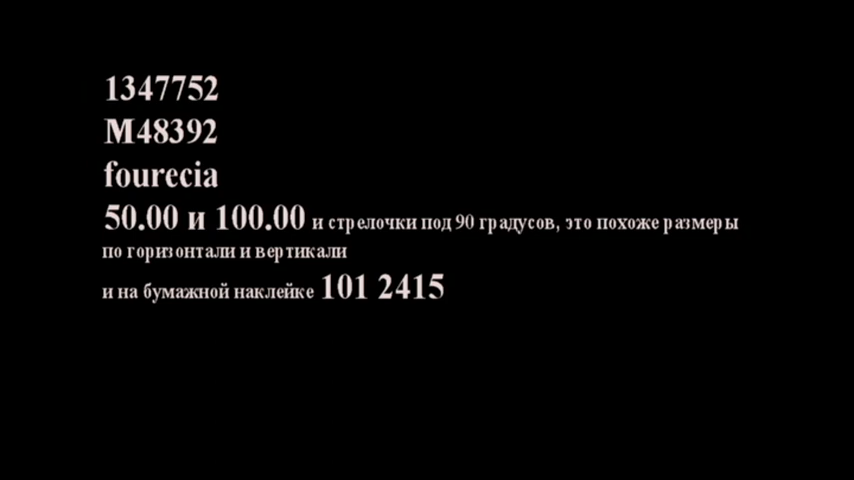 1347752
M48392
fourecia
50.00 и 100.00 и стрелочки под 90 градусов, это похоже размеры
по горизонтали и вертикали
и на бумажной наклейке 101 2415